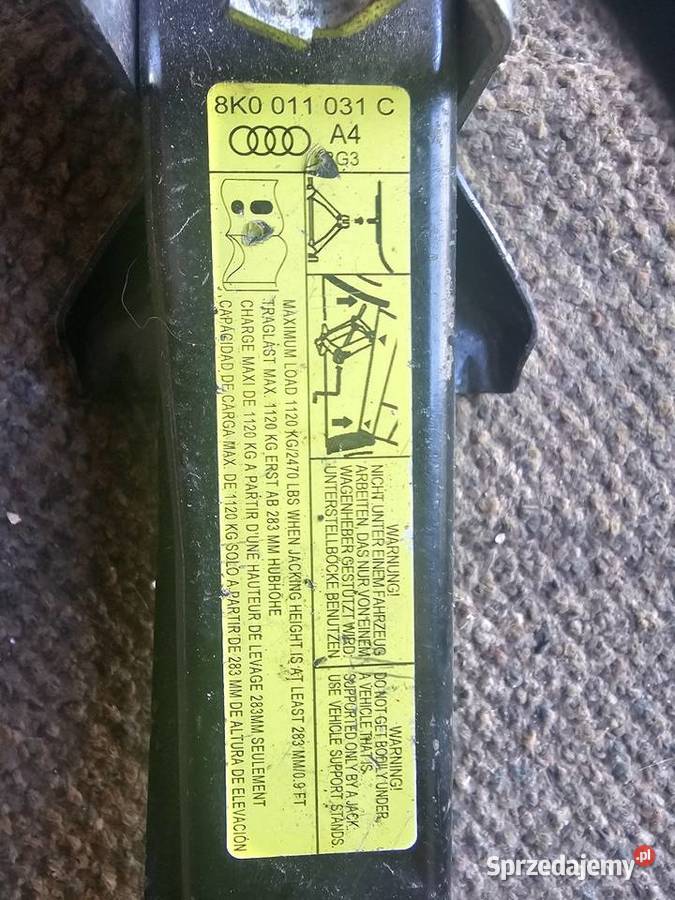 8K0 011 031 C
A4
MAXIMUM LOAD 1120 KG/2470 LBS WHEN JACKING HEIGHT IS AT LEAST 283 MM/0.9 FT
TRAGLAST MAX. 1120 KG ERST AB 283 MM HUBHÖHE
CHARGE MAXI DE 1120 KG A PARTIR D'UNE HAUTEUR DE LEVAGE 283MM SEULEMENT
CAPACIDAD DE CARGA MAX. DE 1120 KG SOLO A PARTIR DE 283 MM DE ALTURA DE ELEVACIÓN
WARNUNG!
NICHT UNTER EINEM FAHRZEUG
ARBEITEN, DAS NUR VON EINEM
WAGENHEBER GESTÜTZT WIRD.
UNTERSTELLBÖCKE BENUTZEN
WARNING!
DO NOT GET BODILY UNDER
A VEHICLE THAT IS
SUPPORTED ONLY BY A JACK.
USE VEHICLE SUPPORT STANDS.
Sprzedajemy.pl